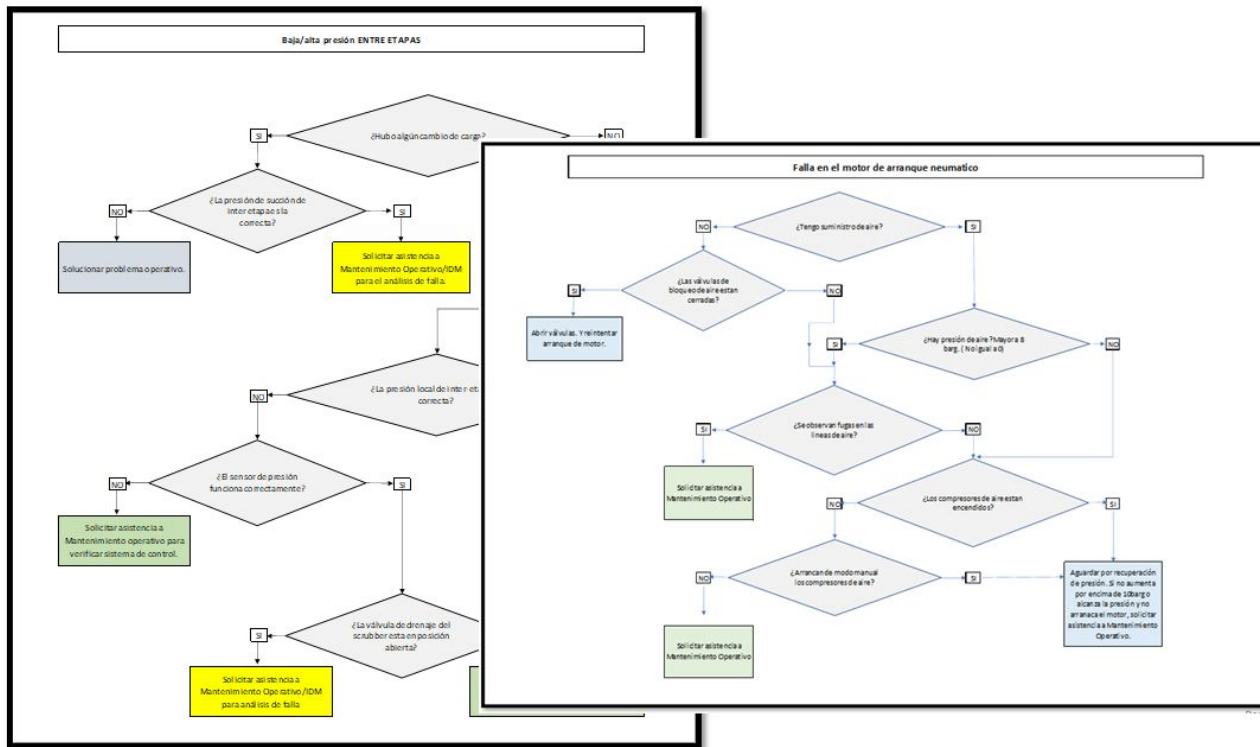 Baja/alta presión ENTRE ETAPAS
¿Hubo algún cambio de carga?
SI
NO
¿La presión de succión de
inter etapa es la
correcta?
NO
SI
Solucionar problema operativo.
Solicitar asistencia a
Mantenimiento Operativo/IDM
para el análisis de falla.
¿La presión local de inter-eta
correcta?
NO
¿El sensor de presión
funciona correctamente?
NO
SI
Solicitar asistencia a
Mantenimiento operativo para
verificar sistema de control.
¿La válvula de drenaje del
scrubber esta en posición
abierta?
SI
Solicitar asistencia a
Mantenimiento Operativo/IDM
para análisis de falla
Falla en el motor de arranque neumatico
¿Tengo suministro de aire?
NO
SI
¿Las válvulas de
bloqueo de aire estan
cerradas?
SI
NO
Abrir válvulas. Y reintentar
arranque de motor.
¿Hay presión de aire? Mayor a 8
barg. ( No igual a 0)
SI
NO
¿Se observan fugas en las
lineas de aire?
SI
NO
Solicitar asistencia a
Mantenimiento Operativo
¿Los compresores de aire estan
encendidos?
NO
SI
¿Arrancan de modo manual
los compresores de aire?
NO
SI
Solicitar asistencia a
Mantenimiento Operativo
Aguardar por recuperación
de presión. Si no aumenta
por encima de 10barg o
alcanza la presión y no
arranaca el motor, solicitar
asistencia a Mantenimiento
Operativo.